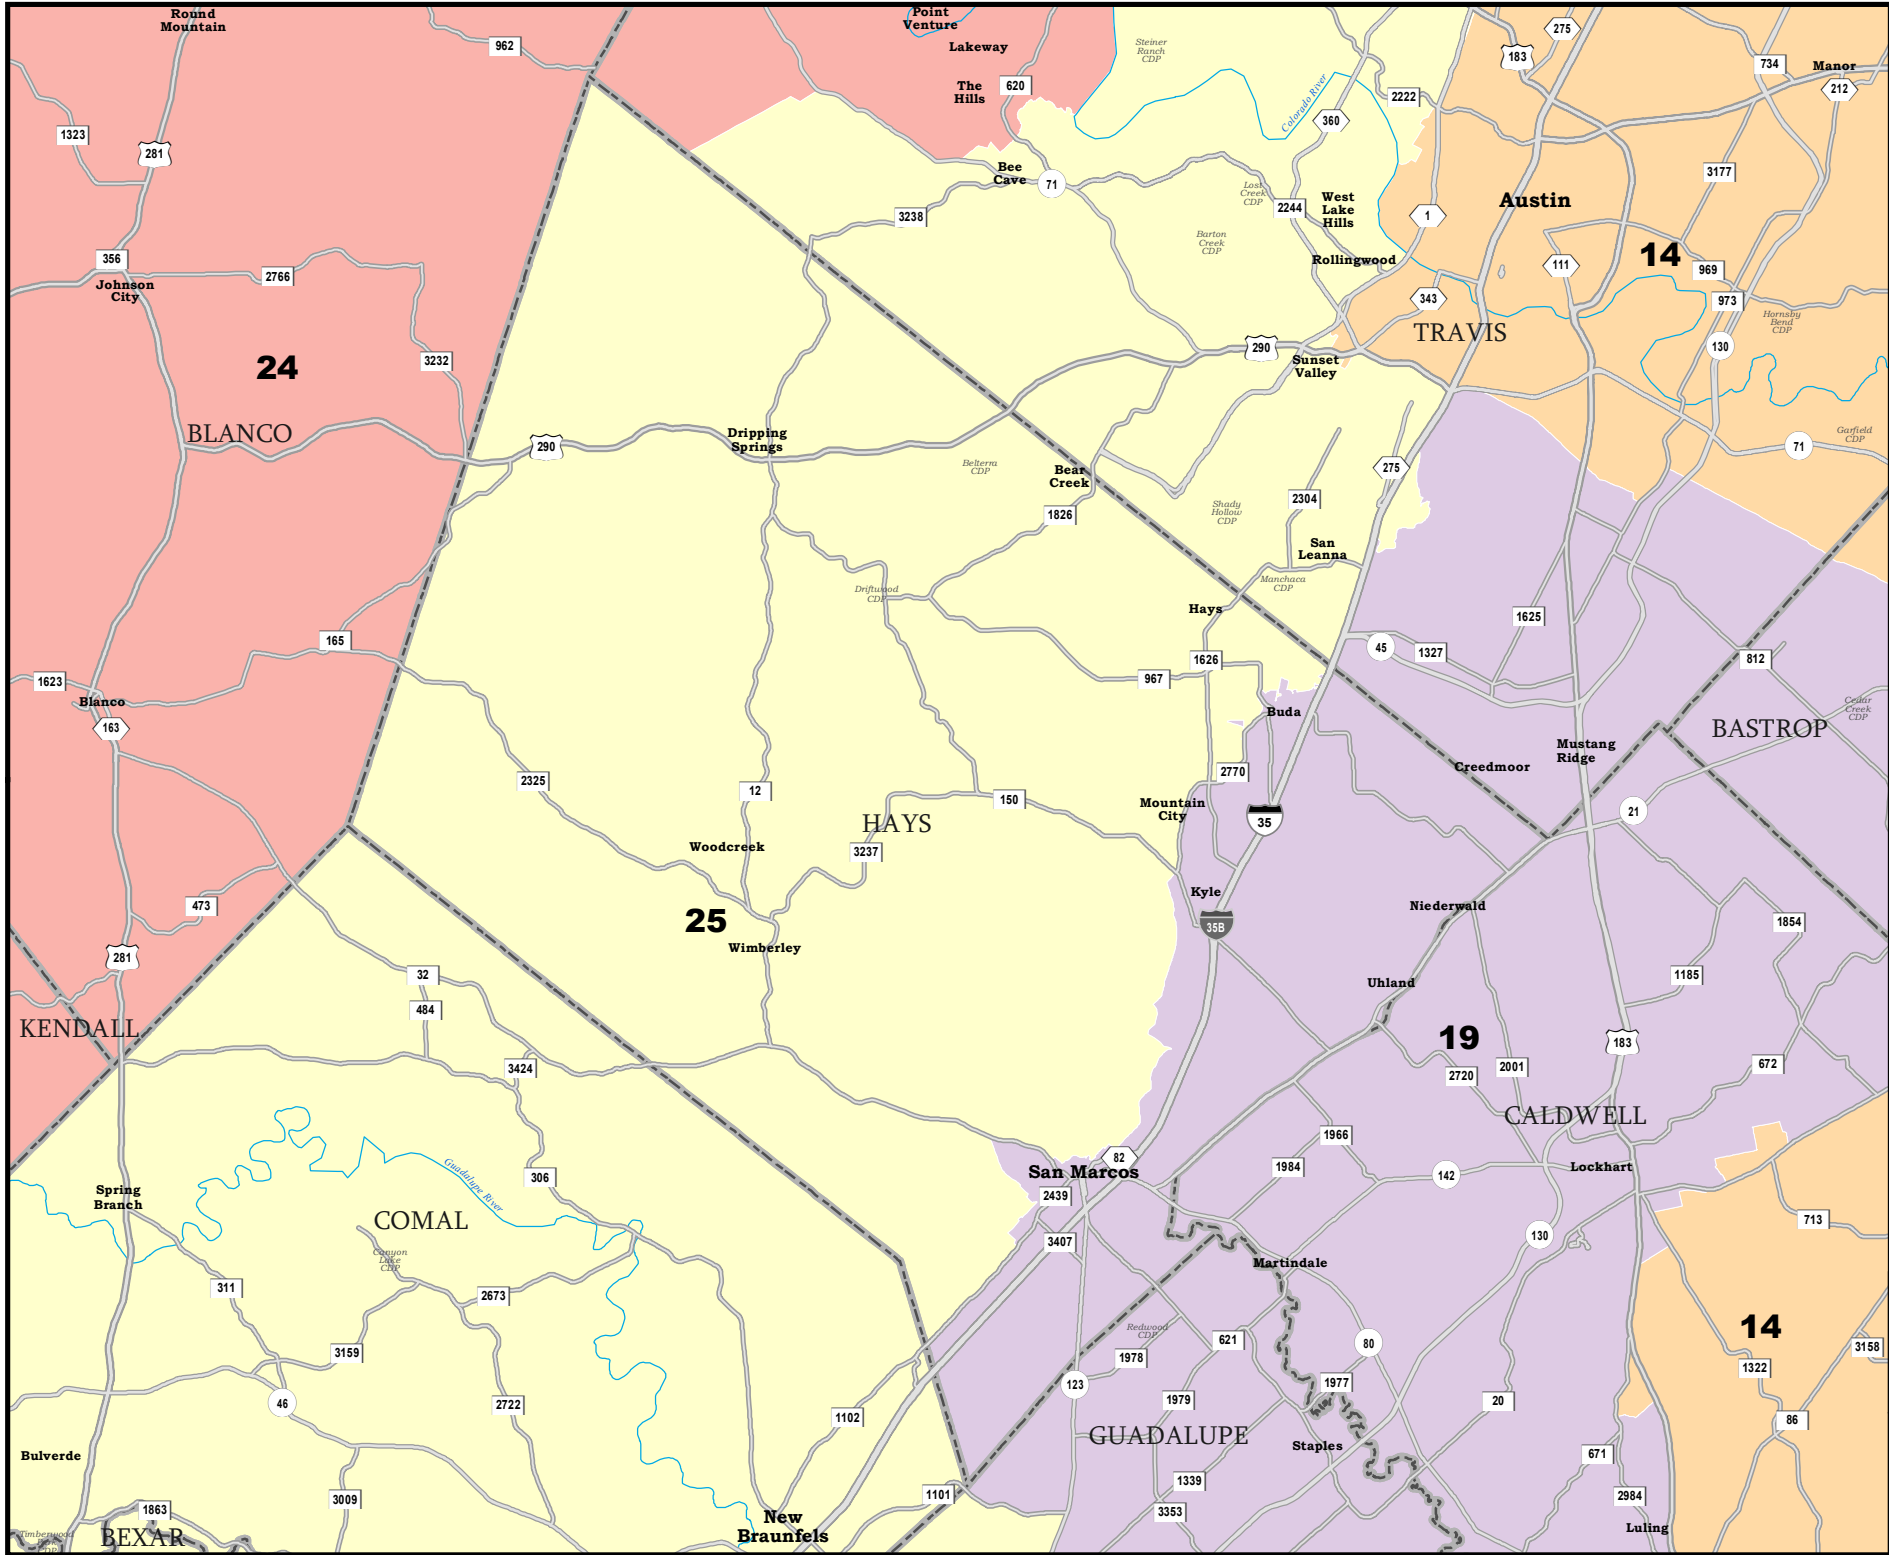 Round
Mountain
962
Point
Venture
Lakeway
The
Hills
620
Steiner
Ranch
CDP
Colorado River
2222
360
183
275
734
Manor
212
1323
281
Bee
Cave
71
3238
Lost
Creek
CDP
2244
West
Lake
Hills
1
Austin
3177
Barton
Creek
CDP
Rollingwood
111
14
969
973
343
TRAVIS
Hornsby
Bend
CDP
130
356
Johnson
City
2766
3232
24
BLANCO
290
Sunset
Valley
290
Dripping
Springs
Belterra
CDP
Bear
Creek
1826
275
2304
Shady
Hollow
CDP
Garfield
CDP
71
San
Leanna
Manchaca
CDP
Driftwood
CDP
Hays
1625
165
45
1327
812
1626
967
1623
Blanco
163
Buda
Cedar
Creek
CDP
BASTROP
Mustang
Ridge
Creedmoor
2325
12
150
2770
Mountain
City
35
21
HAYS
Woodcreek
3237
Kyle
35B
Niederwald
1854
473
25
Wimberley
281
32
484
1185
Uhland
KENDALL
19
183
3424
2720
2001
672
CALDWELL
1966
82
San Marcos
1984
142
Lockhart
306
Guadalupe River
Spring
Branch
2439
713
COMAL
3407
130
Canyon
Lake
CDP
Martindale
311
2673
Redwood
CDP
621
80
14
3159
1978
3158
1322
123
1977
46
2722
1979
20
1102
86
GUADALUPE
Staples
Bulverde
671
1339
3009
1101
2984
1863
3353
New
Braunfels
Luling
Timberwood
Park
CDP
BEXAR